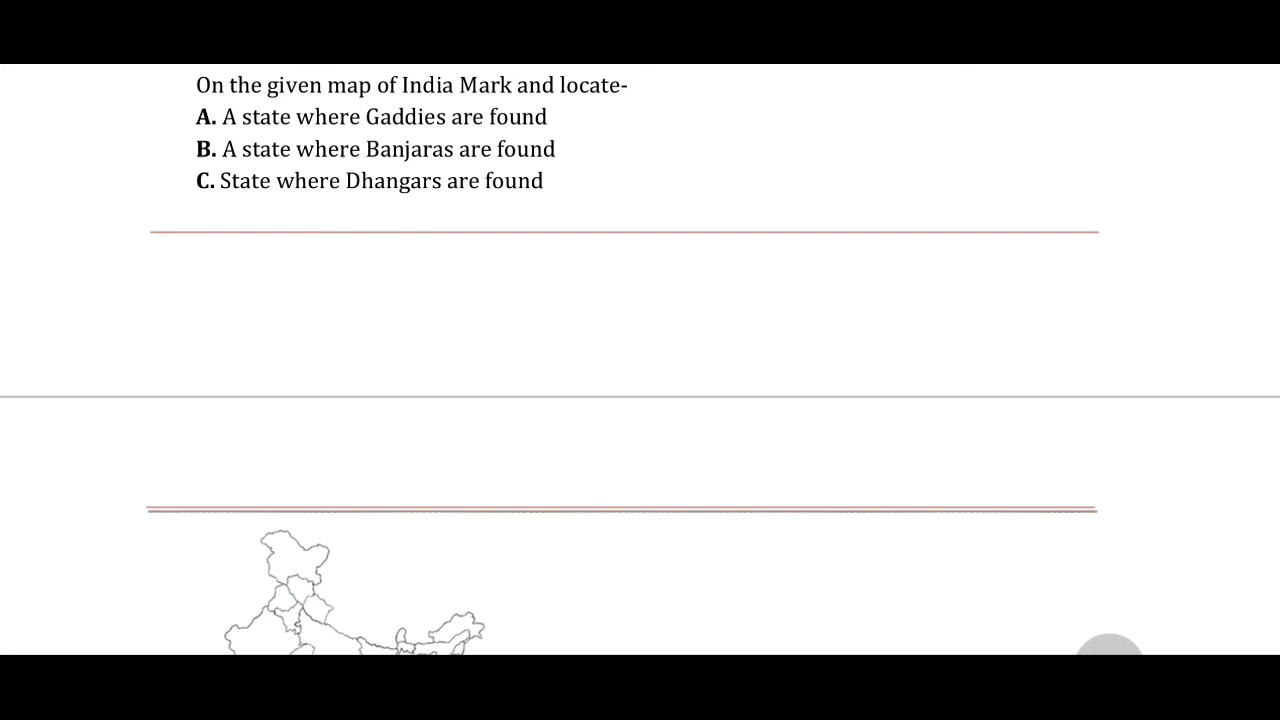 On the given map of India Mark and locate-
A. A state where Gaddies are found
B. A state where Banjaras are found
C. State where Dhangars are found